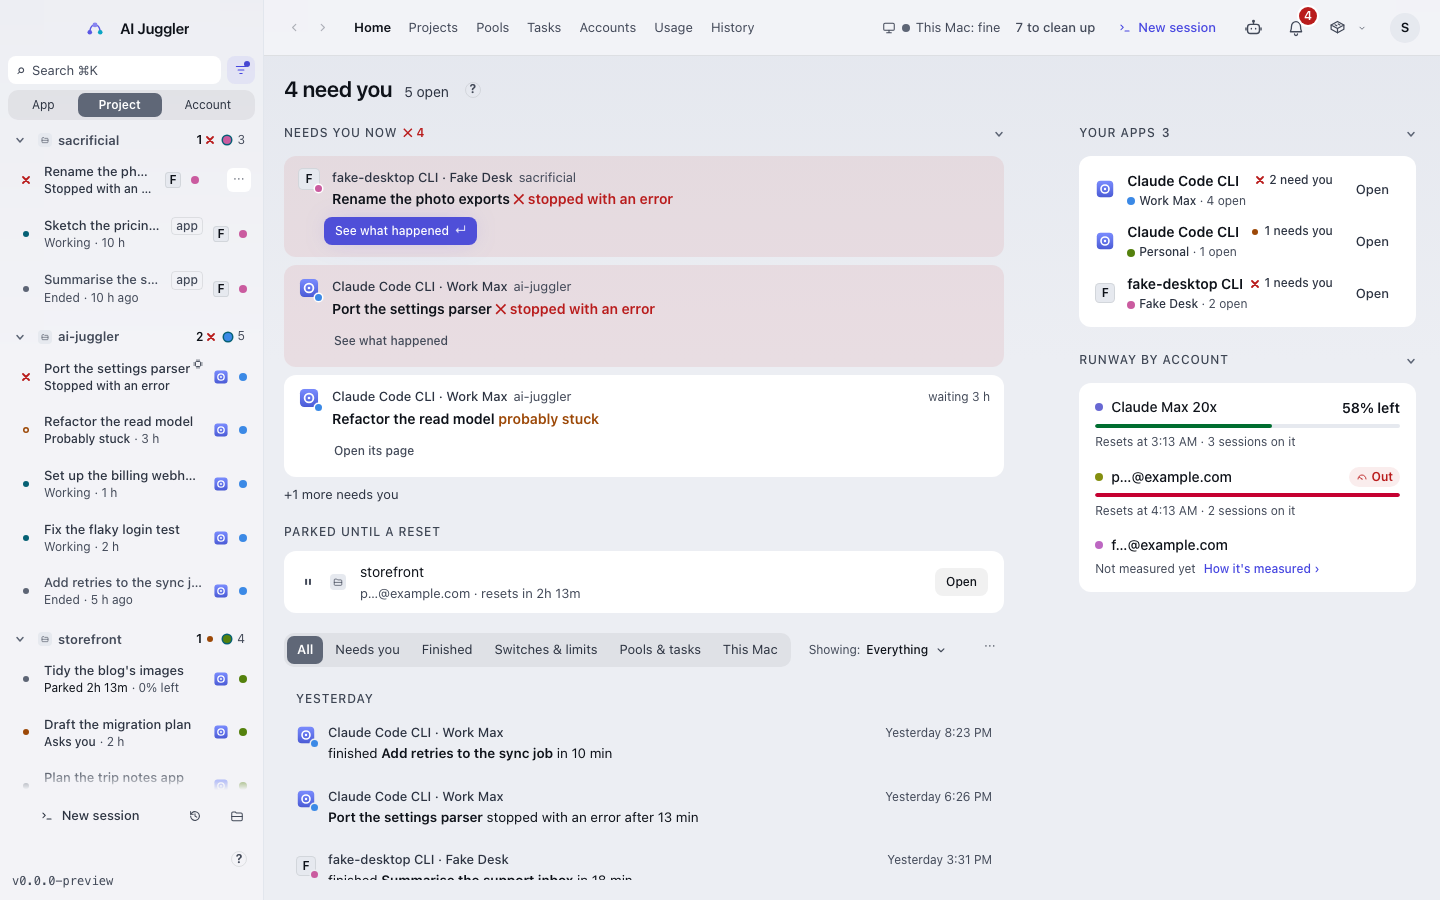 AI Juggler
Search ⌘K
App
Project
Account
sacrificial
1
3
Rename the ph...
Stopped with an ...
F
...
Sketch the pricin...
app
Working · 10 h
F
Summarise the s...
app
Ended · 10 h ago
F
ai-juggler
2
5
Port the settings parser
Stopped with an error
Refactor the read model
Probably stuck · 3 h
Set up the billing webh...
Working · 1 h
Fix the flaky login test
Working · 2 h
Add retries to the sync j...
Ended · 5 h ago
storefront
1
4
Tidy the blog's images
Parked 2h 13m · 0% left
Draft the migration plan
Asks you · 2 h
Plan the trip notes app
New session
?
v0.0.0-preview
Home
Projects
Pools
Tasks
Accounts
Usage
History
This Mac: fine
7 to clean up
New session
4
S
4 need you
5 open
?
NEEDS YOU NOW
4
F
fake-desktop CLI · Fake Desk sacrificial
Rename the photo exports
stopped with an error
See what happened
Claude Code CLI · Work Max ai-juggler
Port the settings parser
stopped with an error
See what happened
Claude Code CLI · Work Max ai-juggler
waiting 3 h
Refactor the read model probably stuck
Open its page
+1 more needs you
PARKED UNTIL A RESET
storefront
p...@example.com · resets in 2h 13m
Open
All
Needs you
Finished
Switches & limits
Pools & tasks
This Mac
Showing: Everything
...
YESTERDAY
Claude Code CLI · Work Max
Yesterday 8:23 PM
finished Add retries to the sync job in 10 min
Claude Code CLI · Work Max
Yesterday 6:26 PM
Port the settings parser stopped with an error after 13 min
F
fake-desktop CLI · Fake Desk
Yesterday 3:31 PM
finished Summarise the support inbox in 18 min
YOUR APPS 3
Claude Code CLI
2 need you
Work Max · 4 open
Open
Claude Code CLI
1 needs you
Personal · 1 open
Open
F
fake-desktop CLI
1 needs you
Fake Desk · 2 open
Open
RUNWAY BY ACCOUNT
Claude Max 20x
58% left
Resets at 3:13 AM · 3 sessions on it
p...@example.com
Out
Resets at 4:13 AM · 2 sessions on it
f...@example.com
Not measured yet
How it's measured ›